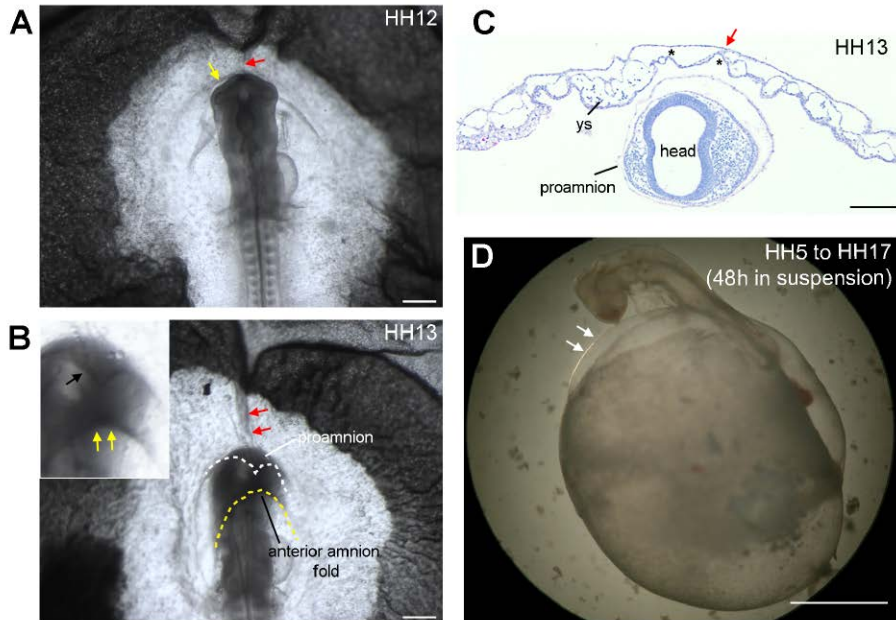 A
HH12
B
HH13
proamnion
anterior amnion
fold
C
HH13
*
*
ys
head
proamnion
D
HH5 to HH17
(48h in suspension)